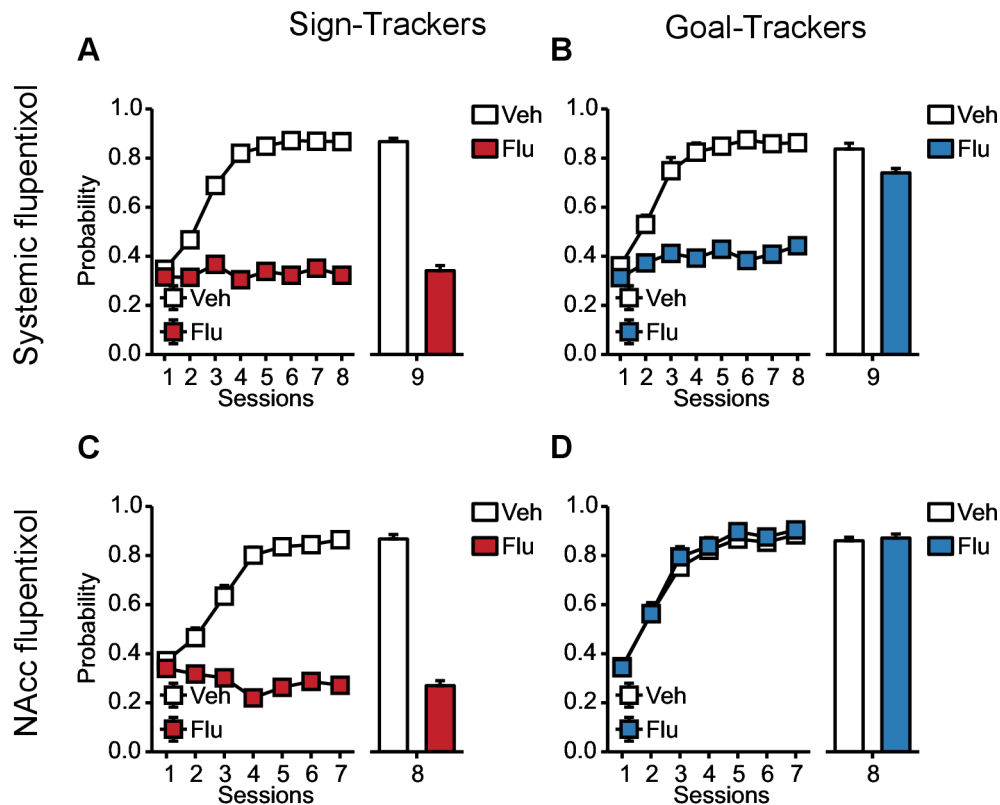 Sign-Trackers
Goal-Trackers
Systemic flupentixol
A
Probability
1.0
0.8
0.6
0.4
0.2
0.0
Veh
Flu
1 2 3 4 5 6 7 8
Sessions
9
Veh
Flu
B
1.0
0.8
0.6
0.4
0.2
0.0
Veh
Flu
1 2 3 4 5 6 7 8
Sessions
9
Veh
Flu
NAcc flupentixol
C
Probability
1.0
0.8
0.6
0.4
0.2
0.0
Veh
Flu
1 2 3 4 5 6 7
Sessions
8
Veh
Flu
D
1.0
0.8
0.6
0.4
0.2
0.0
Veh
Flu
1 2 3 4 5 6 7
Sessions
8
Veh
Flu